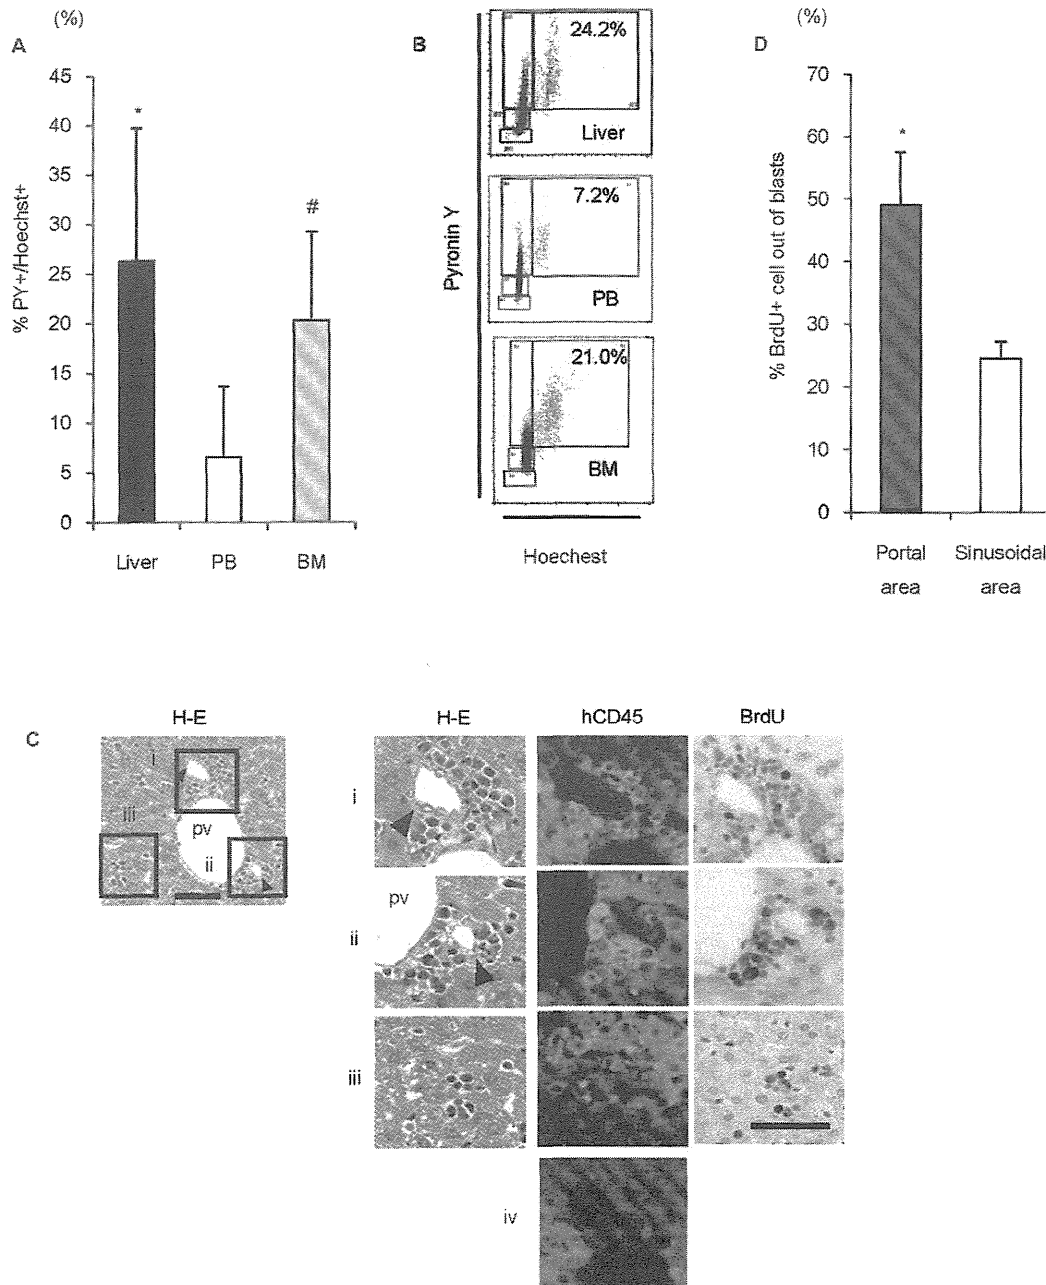 A
(%)
% PY+/Hoechst+
45
40
35
30
25
20
15
10
5
0
*
#
Liver
PB
BM
B
Pyronin Y
24.2%
Liver
7.2%
PB
21.0%
BM
Hoechest
D
(%)
% BrdU+ cell out of blasts
70
60
50
40
30
20
10
0
*
Portal
area
Sinusoidal
area
C
H-E
i
iii
pv
ii
H-E
hCD45
BrdU
i
pv
ii
iii
iv